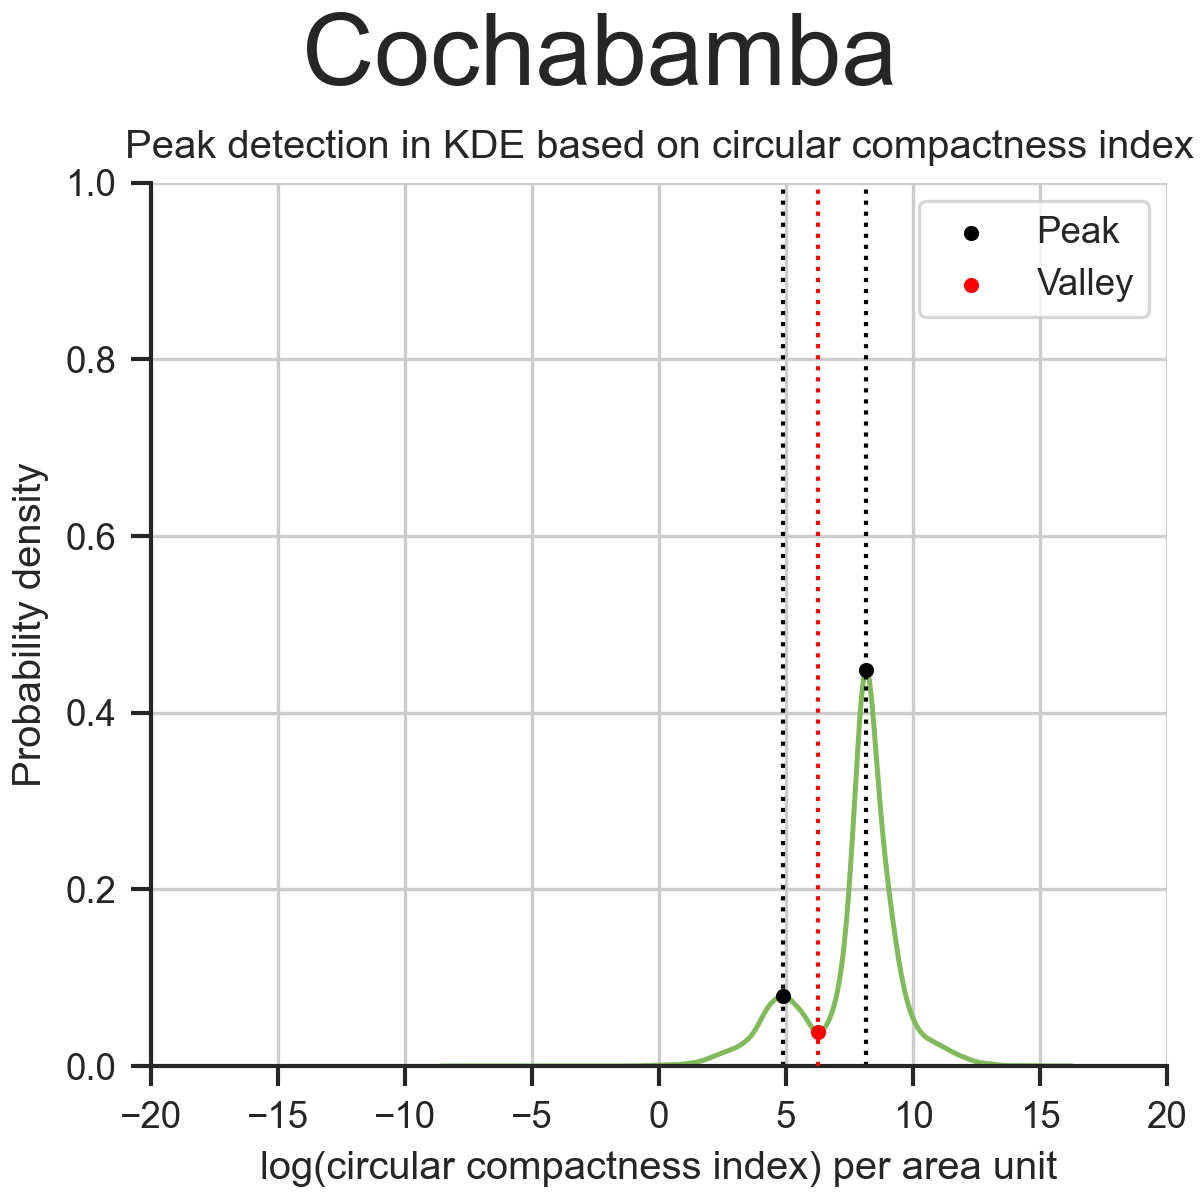 Cochabamba
Peak detection in KDE based on circular compactness index
1.0
0.8
0.6
0.4
0.2
0.0
Probability density
Peak
Valley
−20 −15 −10 −5 0 5 10 15 20
log(circular compactness index) per area unit